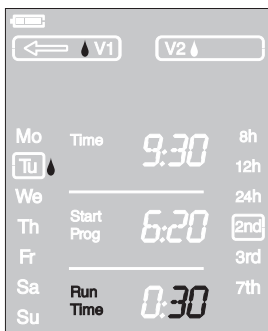 V1 V2
Mo Time 9:30 8h
Tu 12h
We 24h
Th Start Prog 6:20 2nd
Fr 3rd
Sa Run Time 0:30 7th
Su